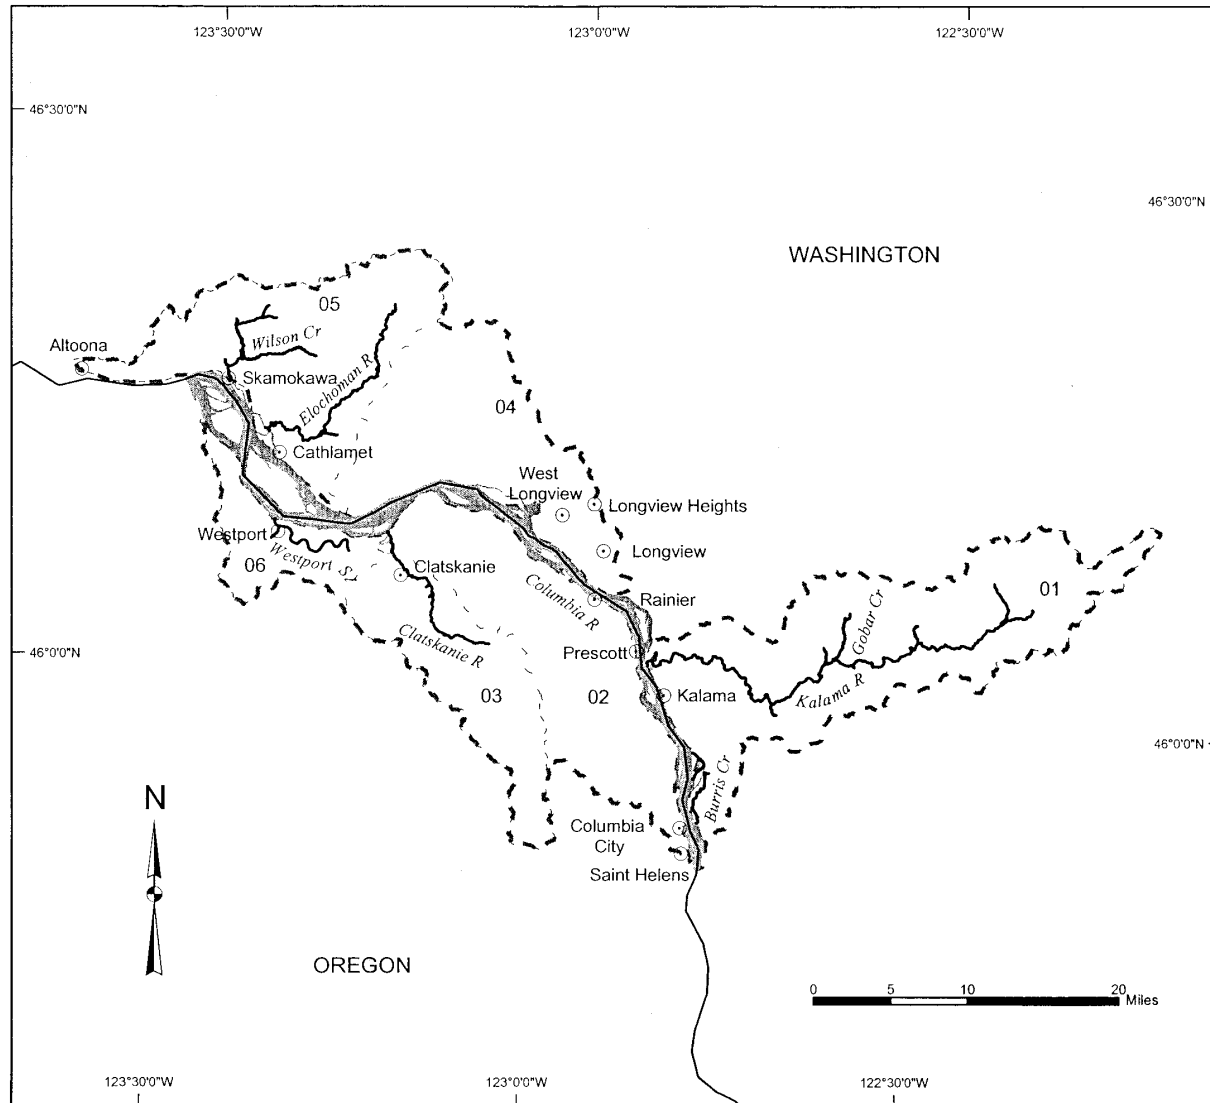 123°30'0"W
123°0'0"W
122°30'0"W
46°30'0"N
46°30'0"N
WASHINGTON
05
Wilson Cr
Altoona
Skamokawa
Elochoman R
04
Cathlamet
West
Longview
Longview Heights
Westport
Longview
Westport Sl
06
Clatskanie
Columbia R
Rainier
01
Gobar Cr
Clatskanie R
46°0'0"N
Prescott
Kalama R
03
02
Kalama
46°0'0"N
Burris Cr
N
Columbia
City
Saint Helens
OREGON
0
5
10
20
Miles
123°30'0"W
123°0'0"W
122°30'0"W